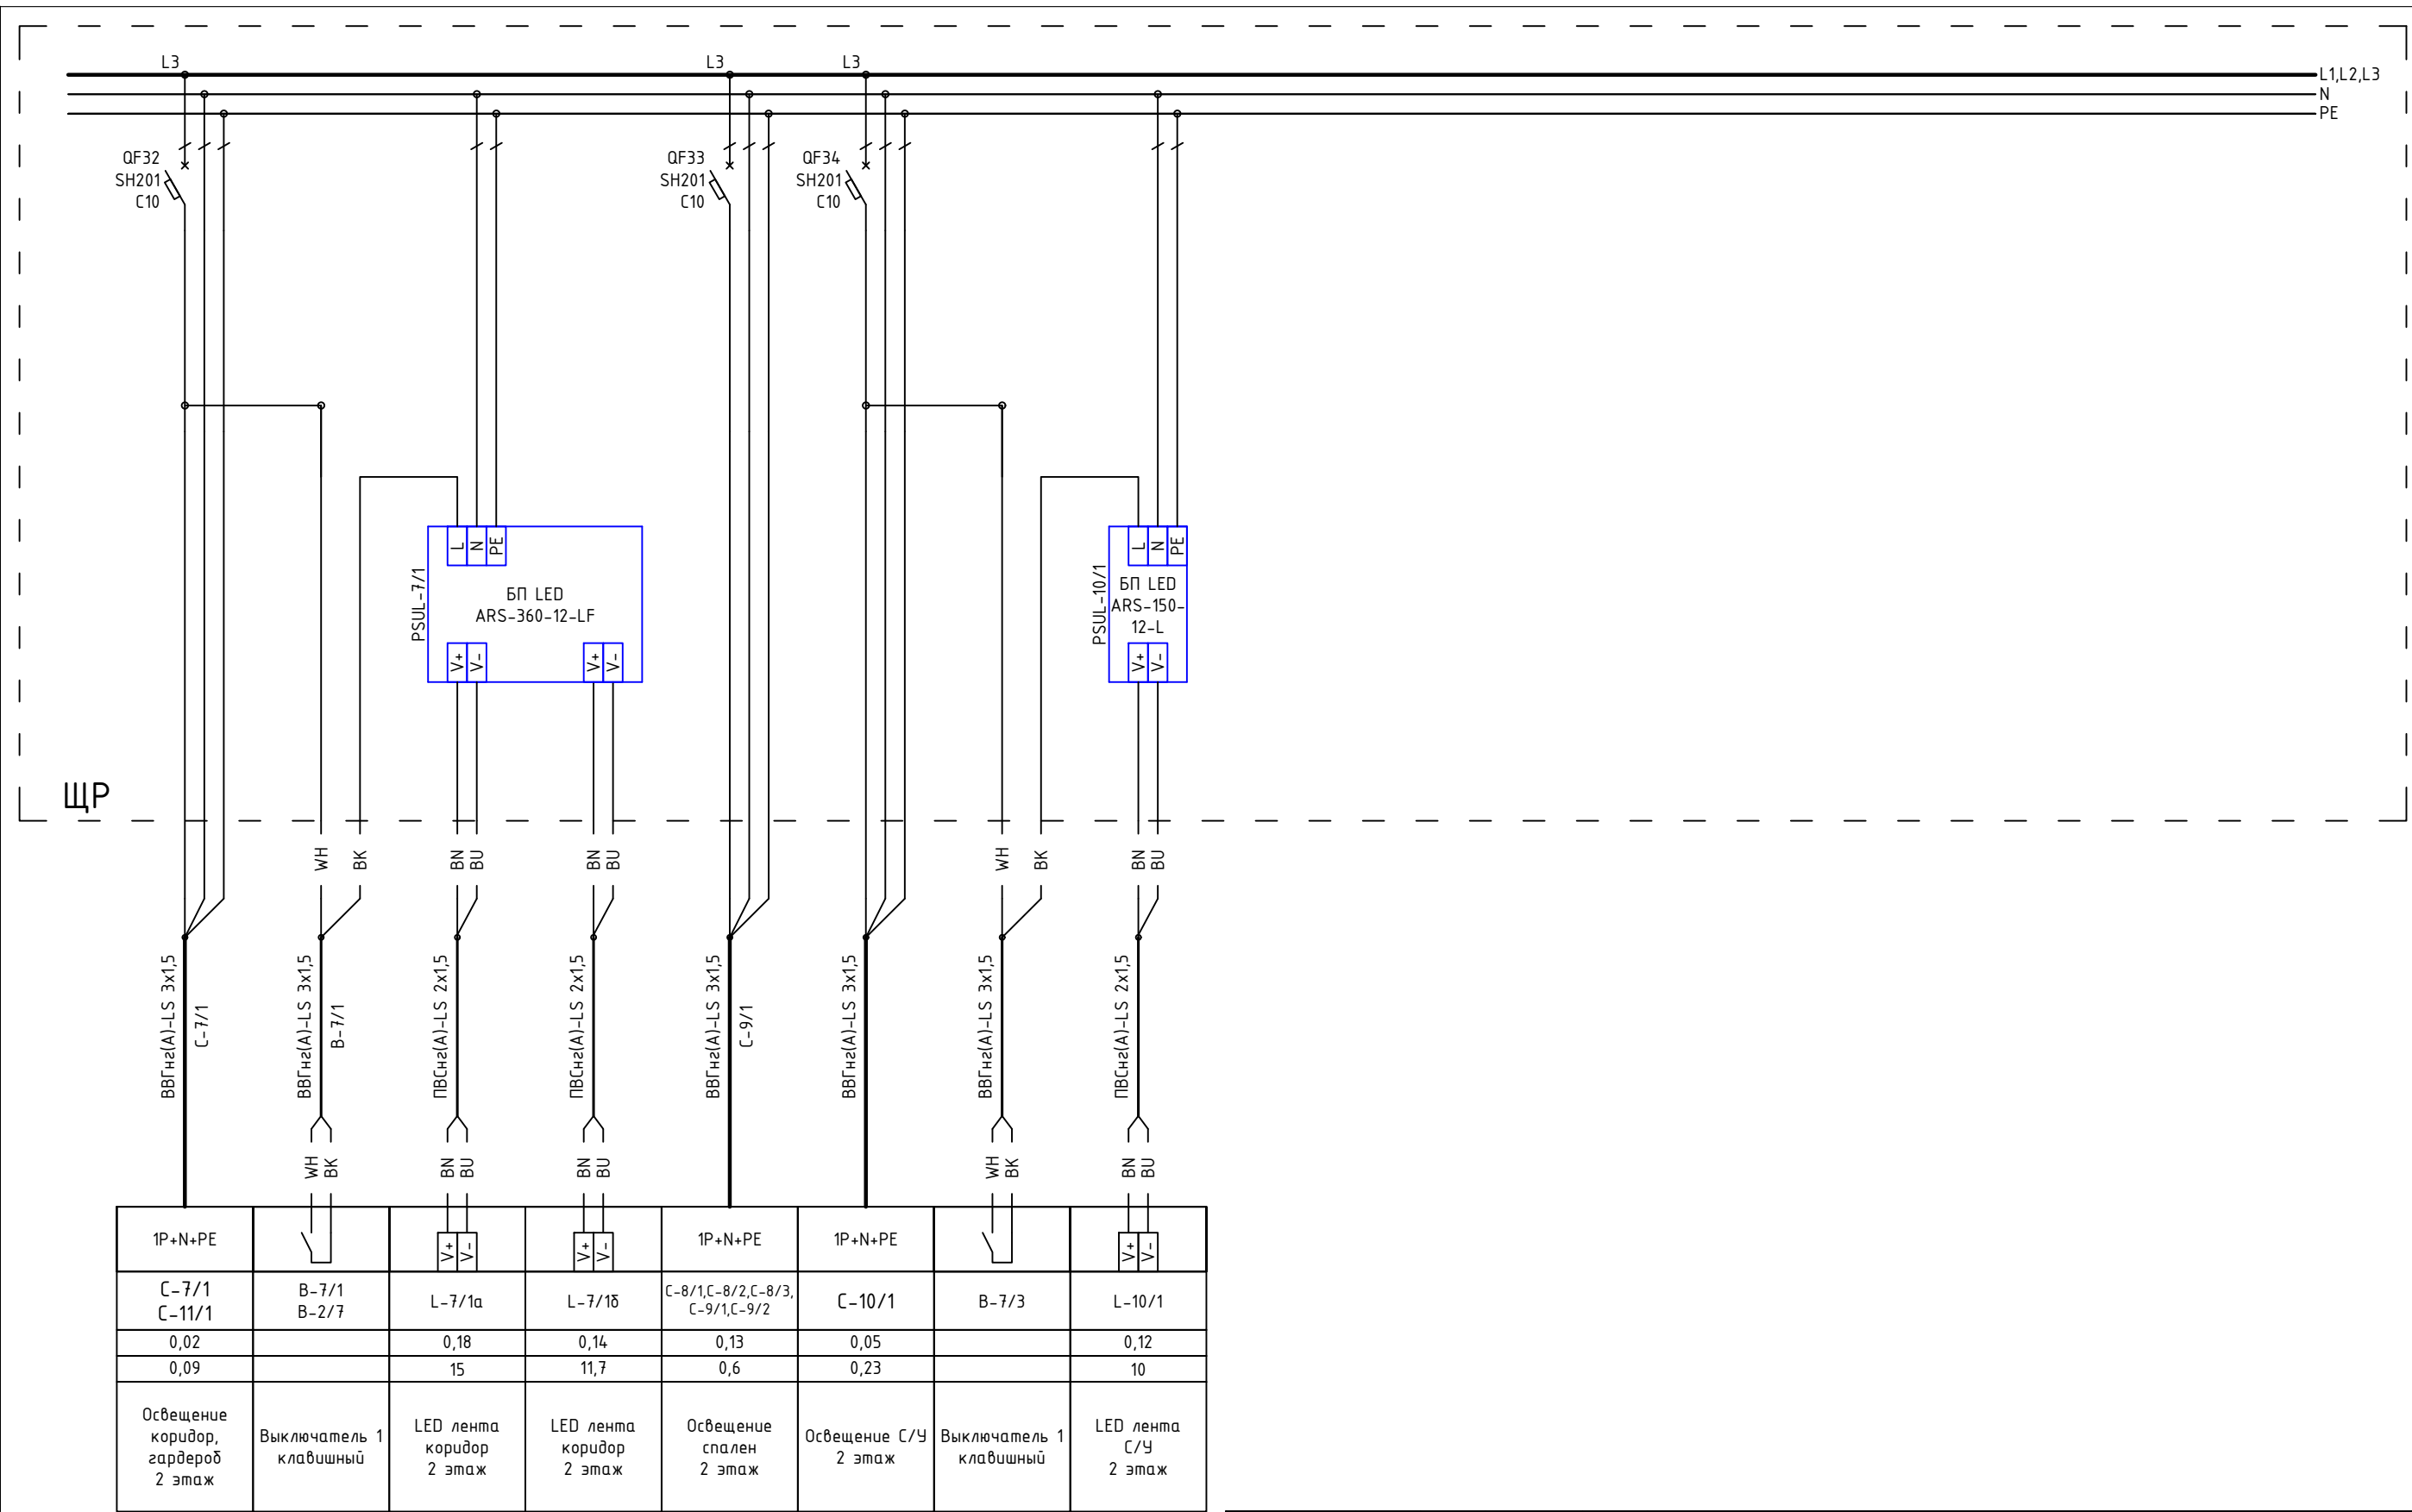 L3
L3
L3
L1,L2,L3
N
PE
QF32
SH201
C10
QF33
SH201
C10
QF34
SH201
C10
L
N
PE
PSUL-7/1
БП LED
ARS-360-12-LF
V+
V-
V+
V-
L
N
PE
PSUL-10/1
БП LED
ARS-150-
12-L
V+
V-
ЩР
WH
BK
BN
BU
BN
BU
WH
BK
BN
BU
ВВГнг(А)-LS 3х1,5
С-7/1
ВВГнг(А)-LS 3х1,5
В-7/1
ПВСнг(А)-LS 2х1,5
ПВСнг(А)-LS 2х1,5
ВВГнг(А)-LS 3х1,5
С-9/1
ВВГнг(А)-LS 3х1,5
ВВГнг(А)-LS 3х1,5
ПВСнг(А)-LS 2х1,5
WH
BK
BN
BU
BN
BU
WH
BK
BN
BU
1P+N+PE
V+
V-
V+
V-
1P+N+PE
1P+N+PE
V+
V-
С-7/1
С-11/1
В-7/1
В-2/7
L-7/1а
L-7/1б
С-8/1,С-8/2,С-8/3,
С-9/1,С-9/2
С-10/1
В-7/3
L-10/1
0,02
0,18
0,14
0,13
0,05
0,12
0,09
15
11,7
0,6
0,23
10
Освещение
коридор,
гардероб
2 этаж
Выключатель 1
клавишный
LED лента
коридор
2 этаж
LED лента
коридор
2 этаж
Освещение
спален
2 этаж
Освещение С/У
2 этаж
Выключатель 1
клавишный
LED лента
С/У
2 этаж